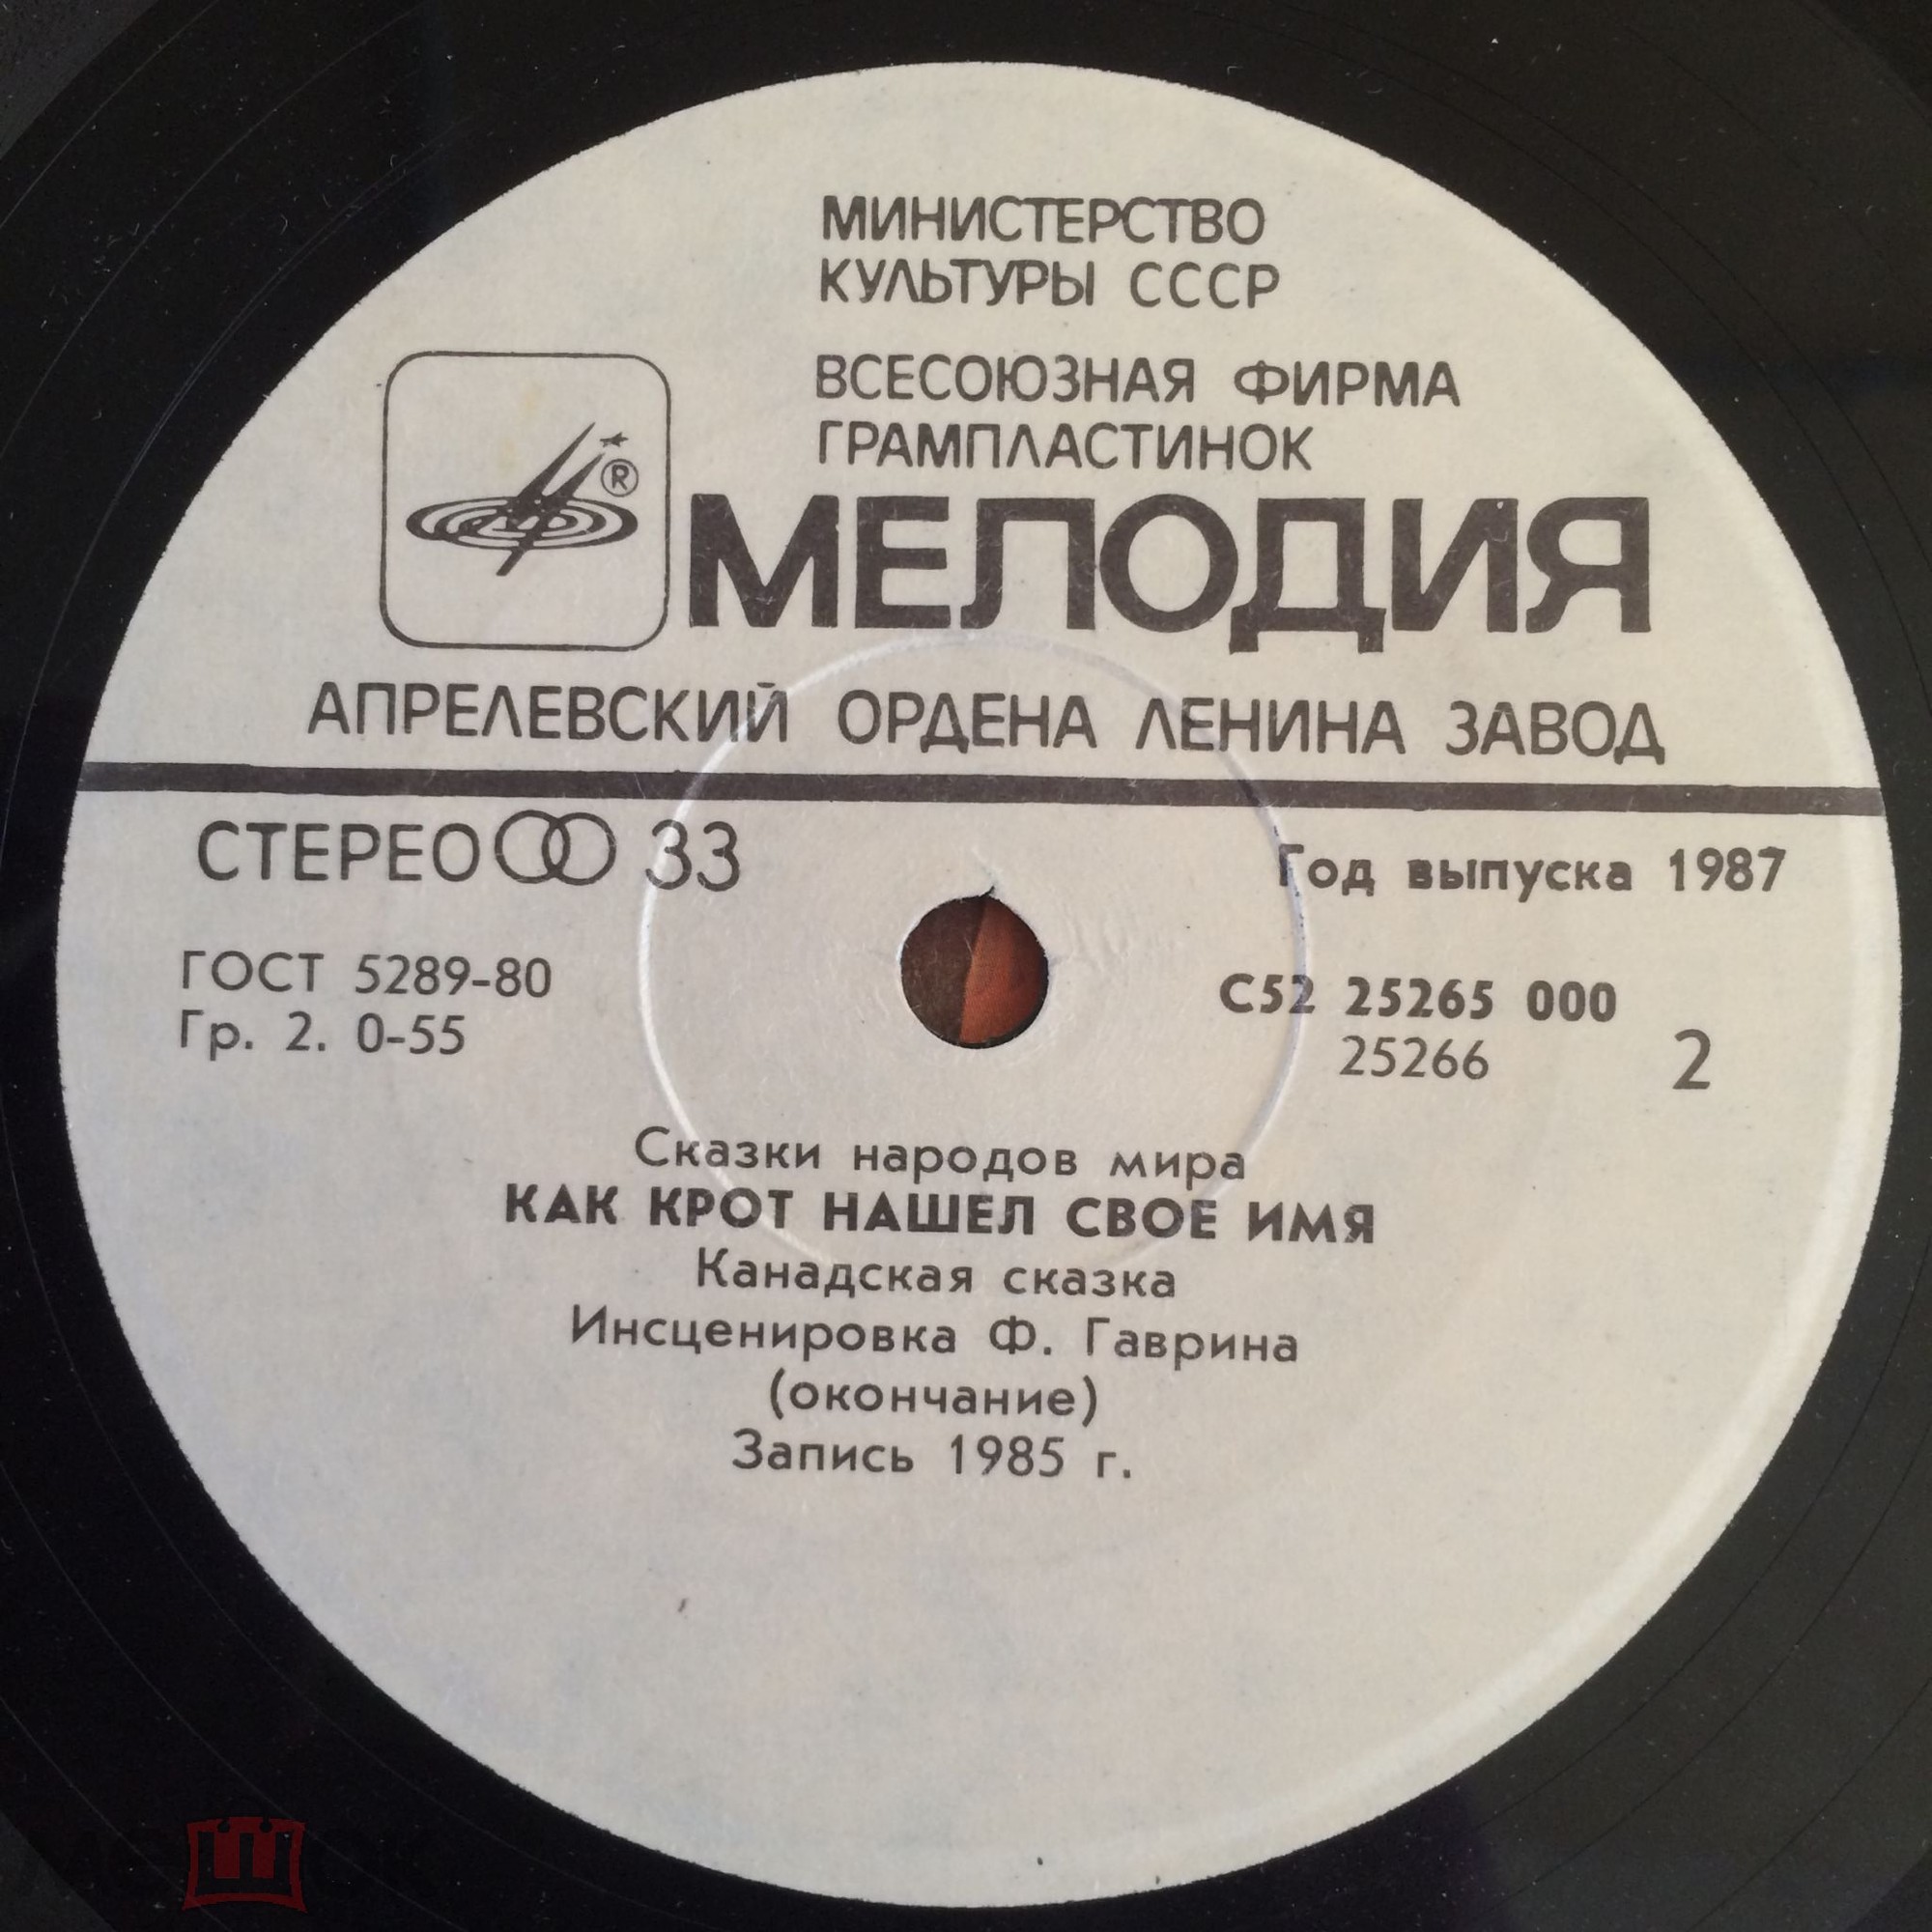 МИНИСТЕРСТВО
КУЛЬТУРЫ СССР
ВСЕСОЮЗНАЯ ФИРМА
ГРАМПЛАСТИНОК
®
МЕЛОДИЯ
АПРЕЛЕВСКИЙ ОРДЕНА ЛЕНИНА ЗАВОД
СТЕРЕО 33
Год выпуска 1987
ГОСТ 5289-80
Гр. 2. 0-55
С52 25265 000
25266
2
Сказки народов мира
КАК КРОТ НАШЕЛ СВОЕ ИМЯ
Канадская сказка
Инсценировка Ф. Гаврина
(окончание)
Запись 1985 г.